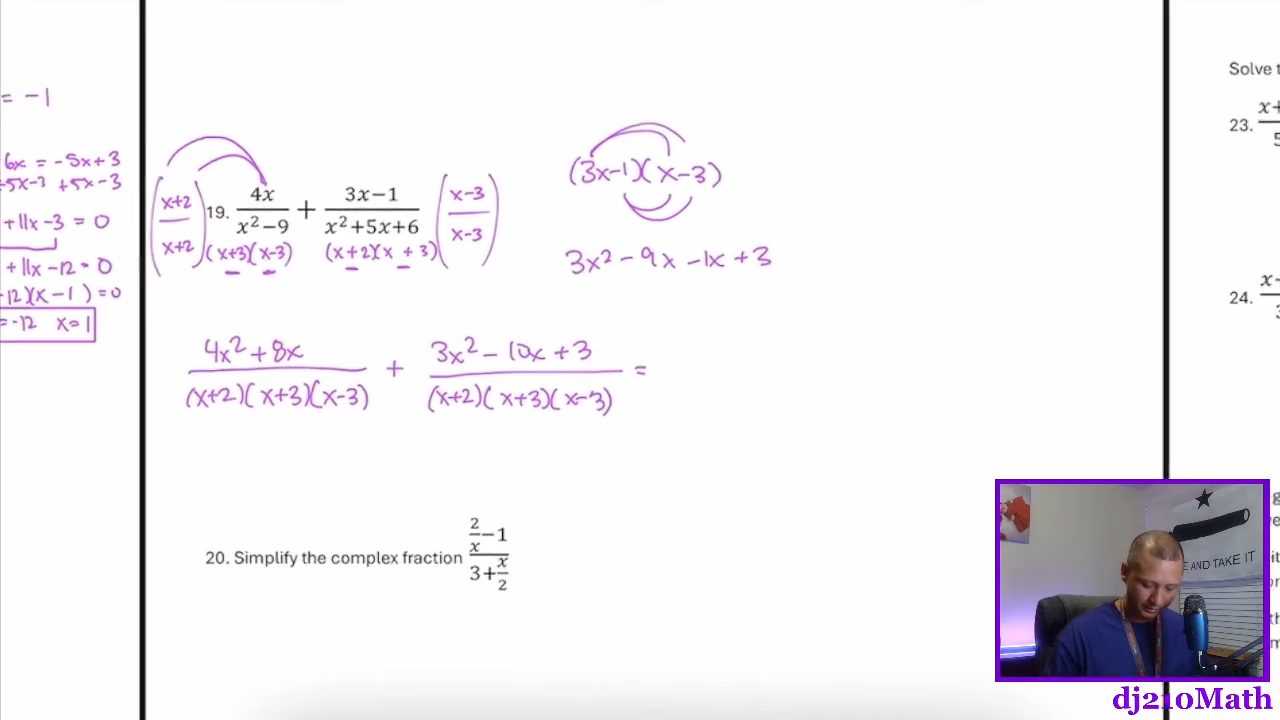 = -1
6x = -5x+3
+5x-3 +5x-3
+11x-3 = 0
+11x-12=0
-12)(x-1)=0
=-12 x=1
(x+2/x+2) 19. 4x/(x²-9) + (3x-1)/(x²+5x+6) (x-3/x-3)
(x+3)(x-3) (x+2)(x+3)
(3x-1)(x-3)
3x²-9x-1x+3
4x²+8x/(x+2)(x+3)(x-3) + 3x²-10x+3/(x+2)(x+3)(x-3) =
20. Simplify the complex fraction (2/x-1)/(3+x/2)
Solve t
23. x+/5
24. x-/3
E AND TAKE IT
dj210Math